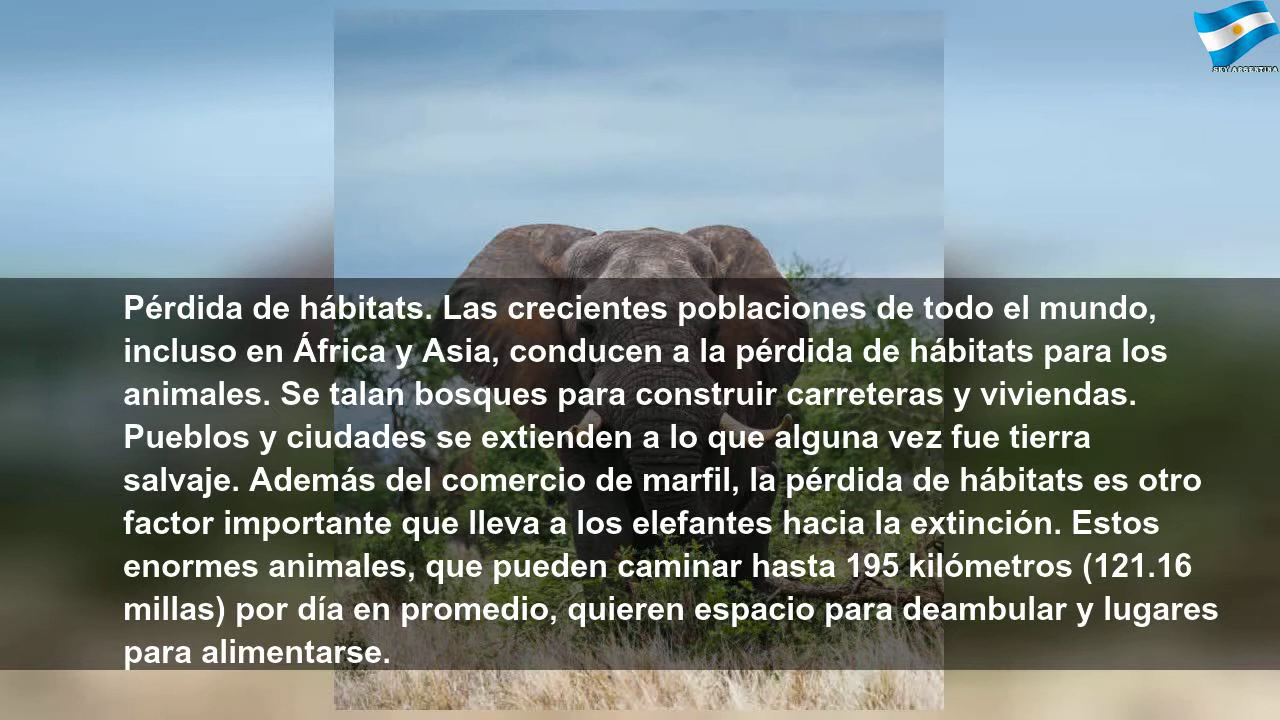 SKY ARGENTINA
Pérdida de hábitats. Las crecientes poblaciones de todo el mundo,
incluso en África y Asia, conducen a la pérdida de hábitats para los
animales. Se talan bosques para construir carreteras y viviendas.
Pueblos y ciudades se extienden a lo que alguna vez fue tierra
salvaje. Además del comercio de marfil, la pérdida de hábitats es otro
factor importante que lleva a los elefantes hacia la extinción. Estos
enormes animales, que pueden caminar hasta 195 kilómetros (121.16
millas) por día en promedio, quieren espacio para deambular y lugares
para alimentarse.